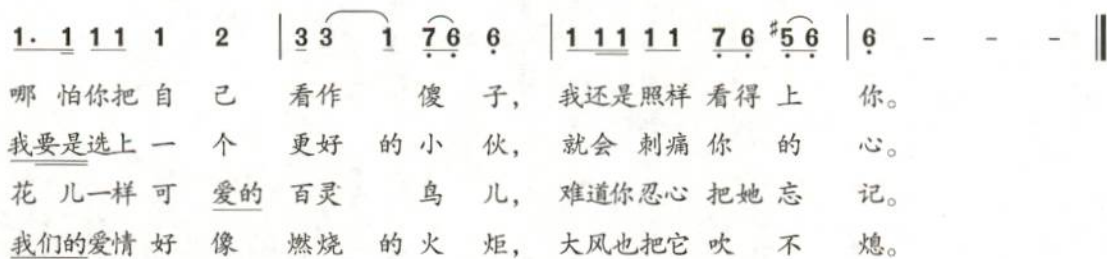 1. 1 1 1 1 2 | 3 3 1 7 6 6 | 1 1 1 1 1 7 6 #5 6 | 6 - - - ‖
哪怕你把自己看作傻子，我还是照样看得上你。
我要是选上一个更好的小伙，就会刺痛你的心。
花儿一样可爱的百灵鸟儿，难道你忍心把她忘记。
我们的爱情好像燃烧的火炬，大风也把它吹不熄。